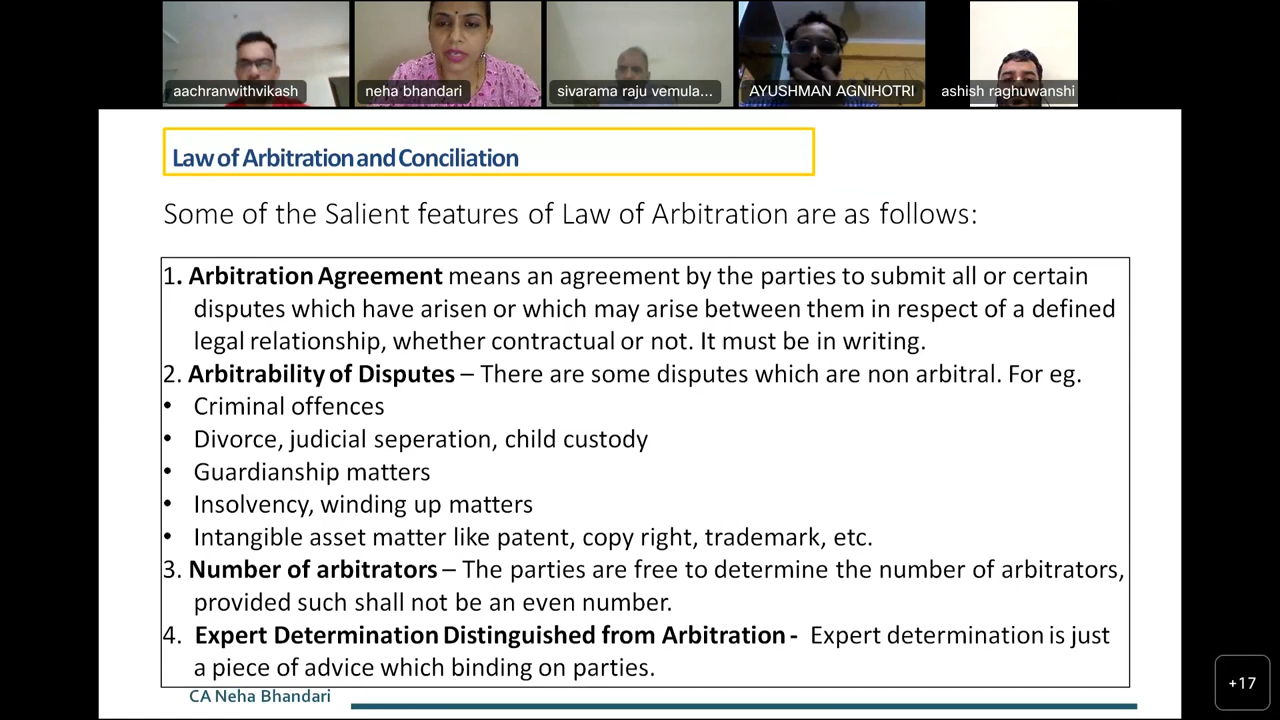 aachranwithvikash
neha bhandari
sivarama raju vemula...
AYUSHMAN AGNIHOTRI
ashish raghuwanshi
Law of Arbitration and Conciliation
Some of the Salient features of Law of Arbitration are as follows:
1. Arbitration Agreement means an agreement by the parties to submit all or certain
disputes which have arisen or which may arise between them in respect of a defined
legal relationship, whether contractual or not. It must be in writing.
2. Arbitrability of Disputes – There are some disputes which are non arbitral. For eg.
• Criminal offences
• Divorce, judicial seperation, child custody
• Guardianship matters
• Insolvency, winding up matters
• Intangible asset matter like patent, copy right, trademark, etc.
3. Number of arbitrators – The parties are free to determine the number of arbitrators,
provided such shall not be an even number.
4. Expert Determination Distinguished from Arbitration - Expert determination is just
a piece of advice which binding on parties.
CA Neha Bhandari
+17